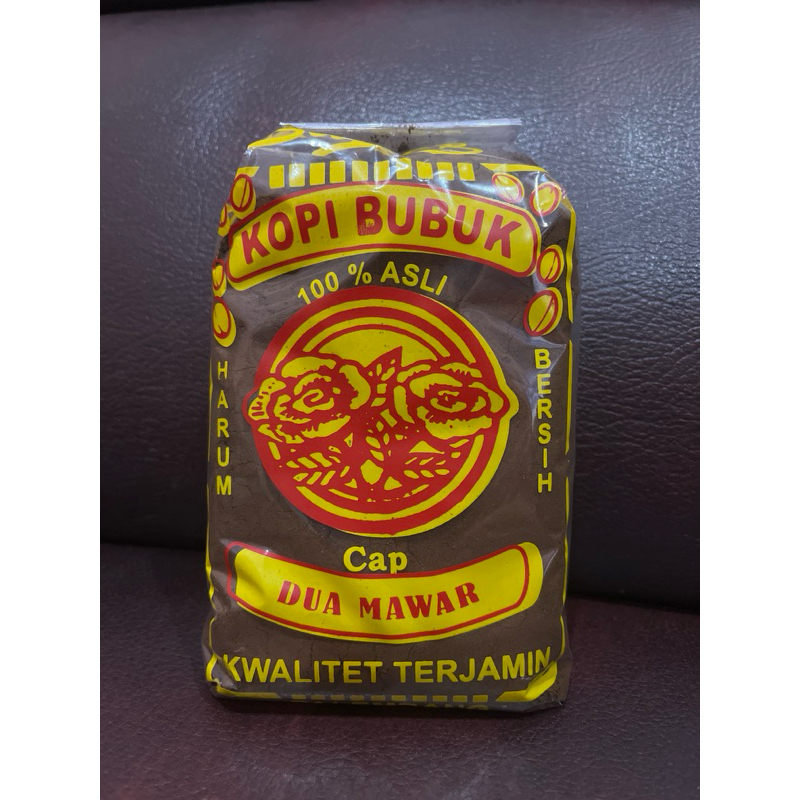 KOPI BUBUK
100 % ASLI
HARUM
BERSIH
Cap
DUA MAWAR
KWALITET TERJAMIN